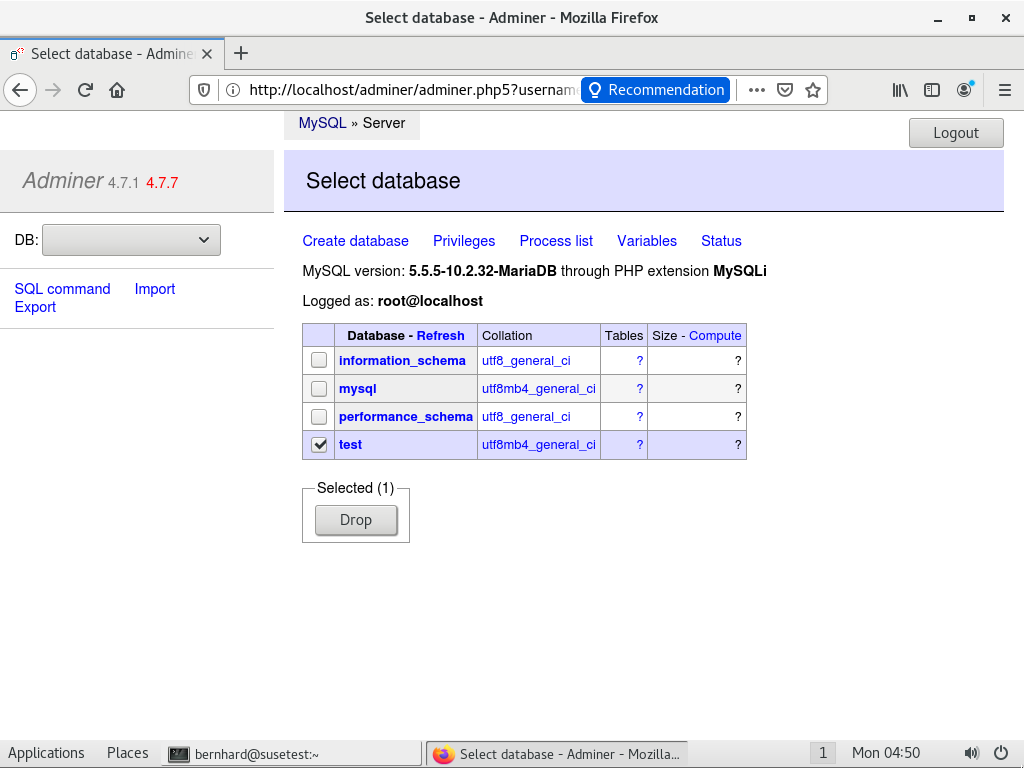 Select database - Adminer - Mozilla Firefox
Select database - Admine
http://localhost/adminer/adminer.php5?usernam
Recommendation
MySQL » Server
Logout
Adminer 4.7.1 4.7.7
Select database
DB:
Create database Privileges Process list Variables Status
MySQL version: 5.5.5-10.2.32-MariaDB through PHP extension MySQLi
SQL command Import
Export
Logged as: root@localhost
Database - Refresh Collation Tables Size - Compute
information_schema utf8_general_ci ? ?
mysql utf8mb4_general_ci ? ?
performance_schema utf8_general_ci ? ?
test utf8mb4_general_ci ? ?
Selected (1)
Drop
Applications Places bernhard@susetest:~ Select database - Adminer - Mozilla... 1 Mon 04:50